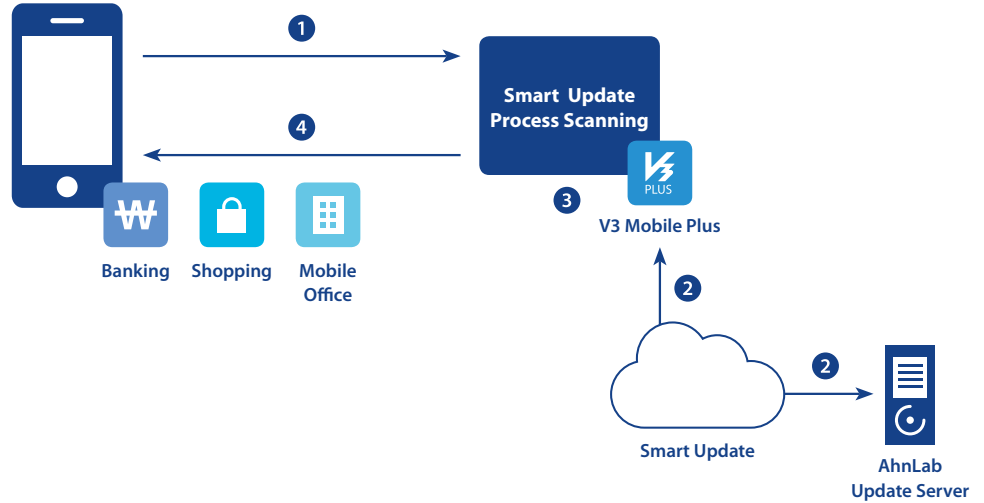 1
Smart Update
Process Scanning
4
PLUS
3
V3 Mobile Plus
₩
Banking
Shopping
Mobile
Office
2
2
Smart Update
AhnLab
Update Server